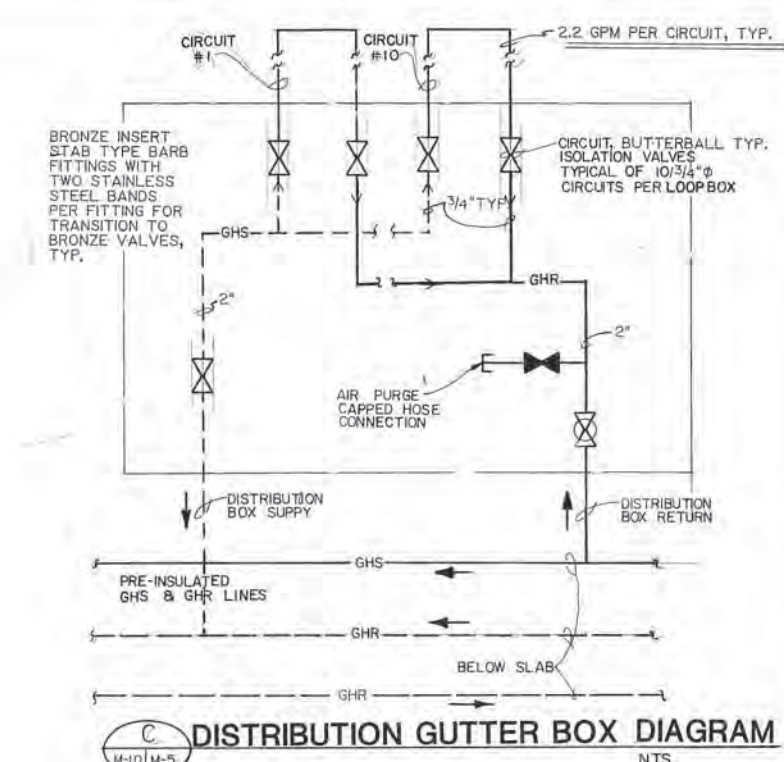 CIRCUIT
#1
CIRCUIT
#10
2.2 GPM PER CIRCUIT, TYP.
BRONZE INSERT
STAB TYPE BARB
FITTINGS WITH
TWO STAINLESS
STEEL BANDS
PER FITTING FOR
TRANSITION TO
BRONZE VALVES,
TYP.
CIRCUIT, BUTTERBALL TYP.
ISOLATION VALVES
TYPICAL OF 10/3/4"Φ
CIRCUITS PER LOOP BOX
3/4" TYP
GHS
GHR
2"
2"
AIR PURGE
CAPPED HOSE
CONNECTION
DISTRIBUTION
BOX SUPPY
DISTRIBUTION
BOX RETURN
GHS
PRE-INSULATED
GHS & GHR LINES
GHR
BELOW SLAB
GHR
C
M-10 M-5
DISTRIBUTION GUTTER BOX DIAGRAM
NTS